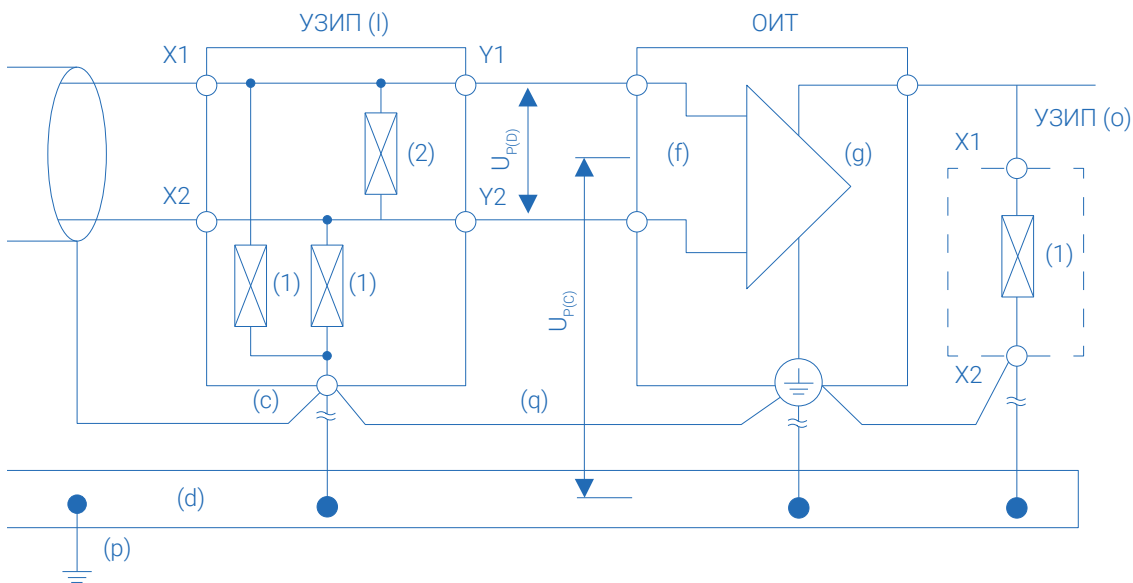 УЗИП (I)
ОИТ
X1
Y1
УЗИП (o)
(2)
U P(D)
(f)
(g)
X1
X2
Y2
(1)
(1)
(1)
U P(C)
X2
(c)
(q)
(d)
(p)